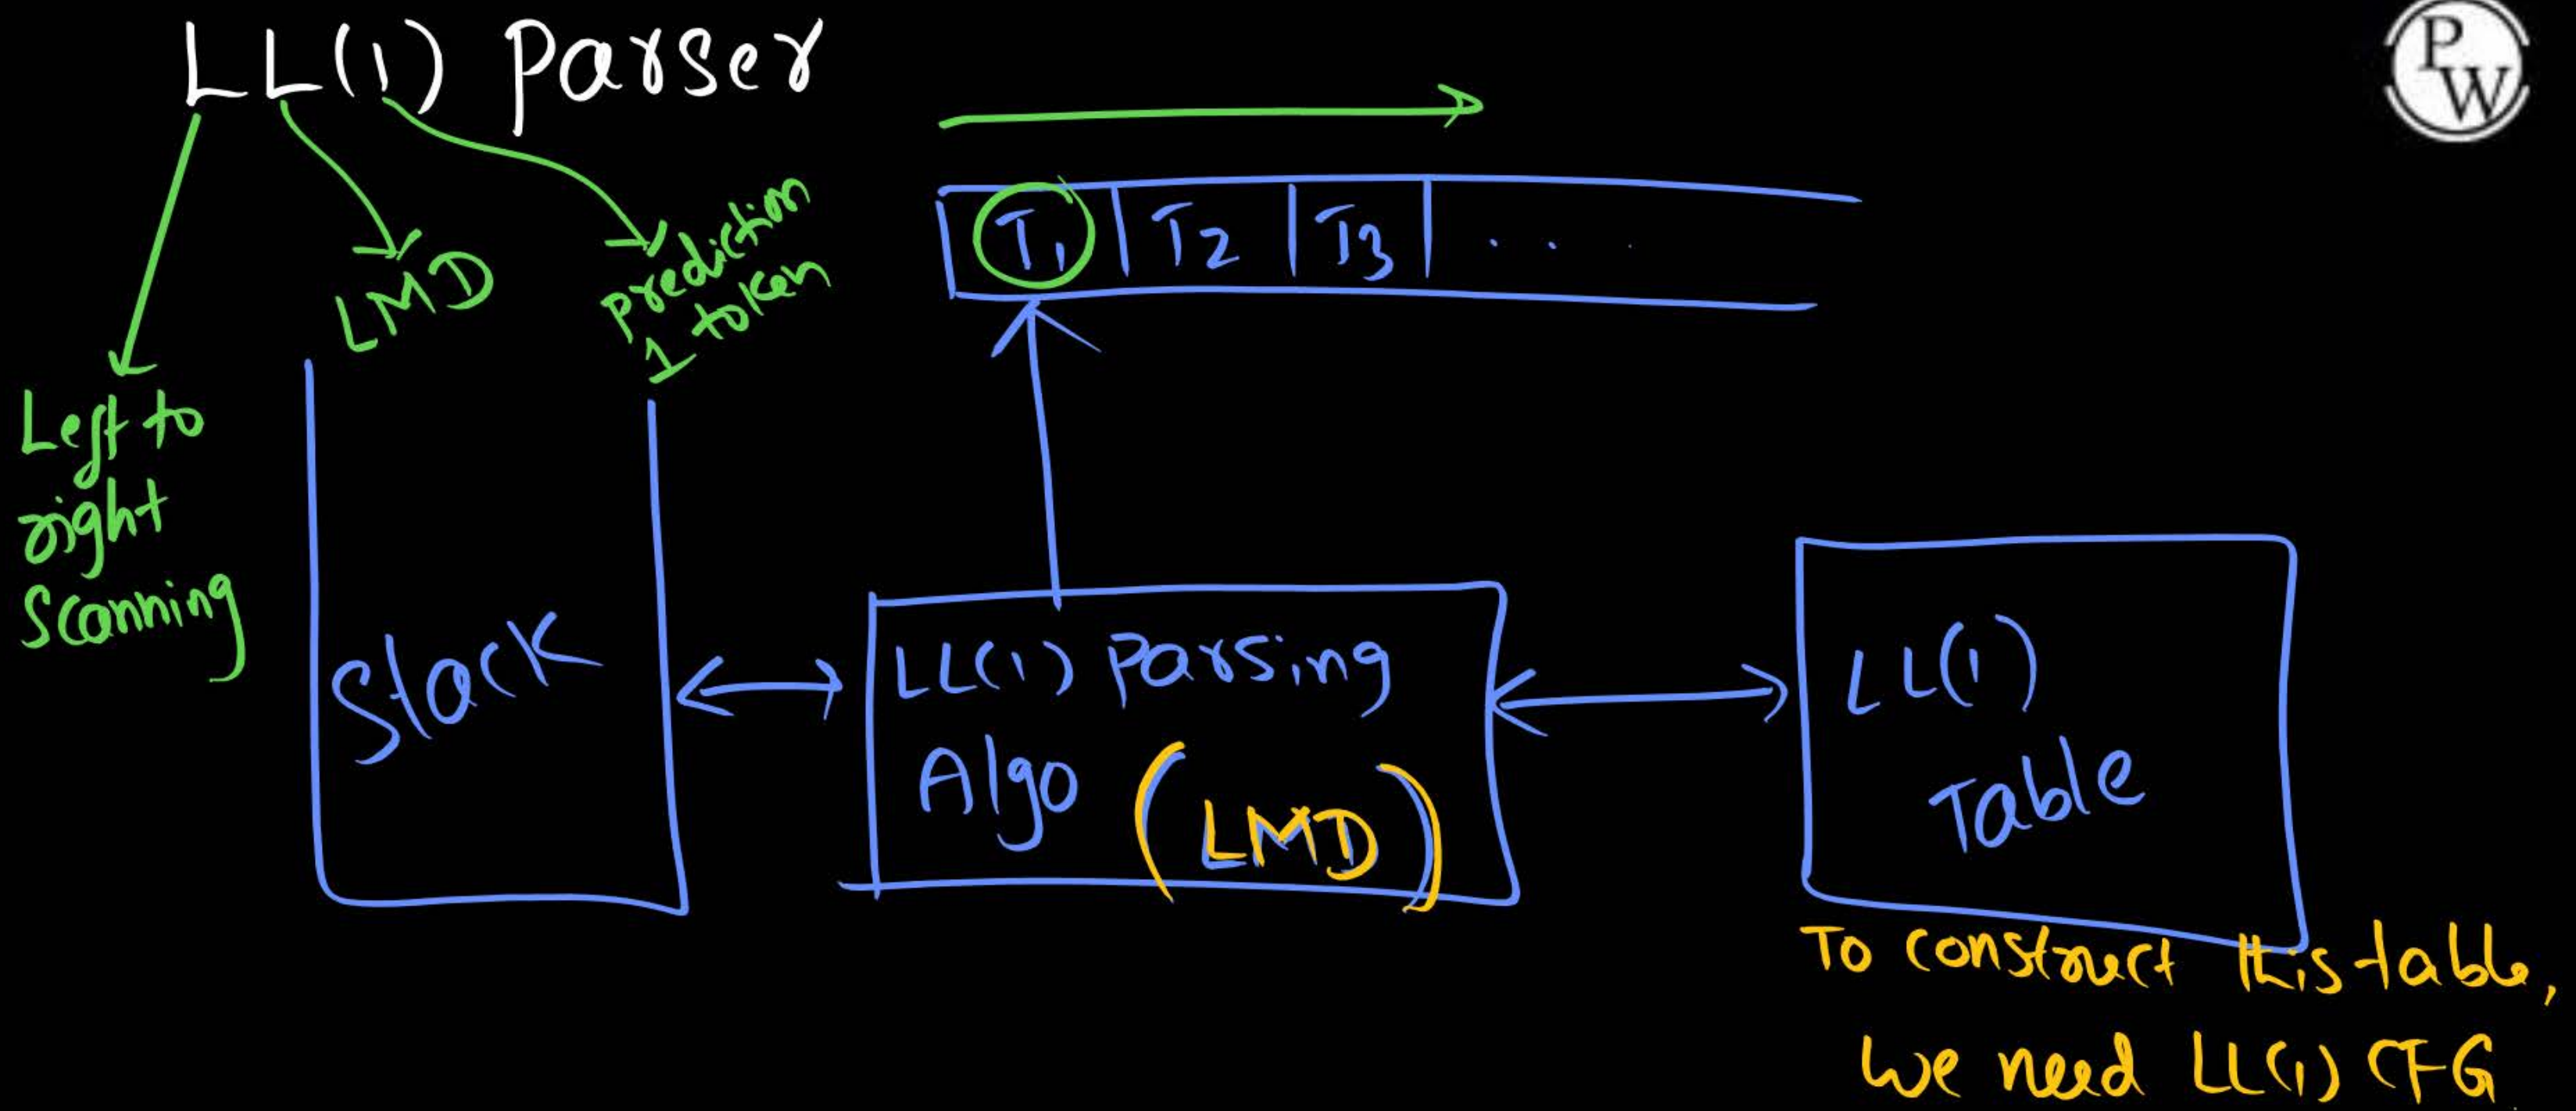 LL(1) Parser
PW
T1 T2 T3 ...
LMD
prediction
1 token
Left to
right
Scanning
Stack
LL(1) Parsing
Algo (LMD)
LL(1)
Table
To construct this table,
we need LL(1) CFG